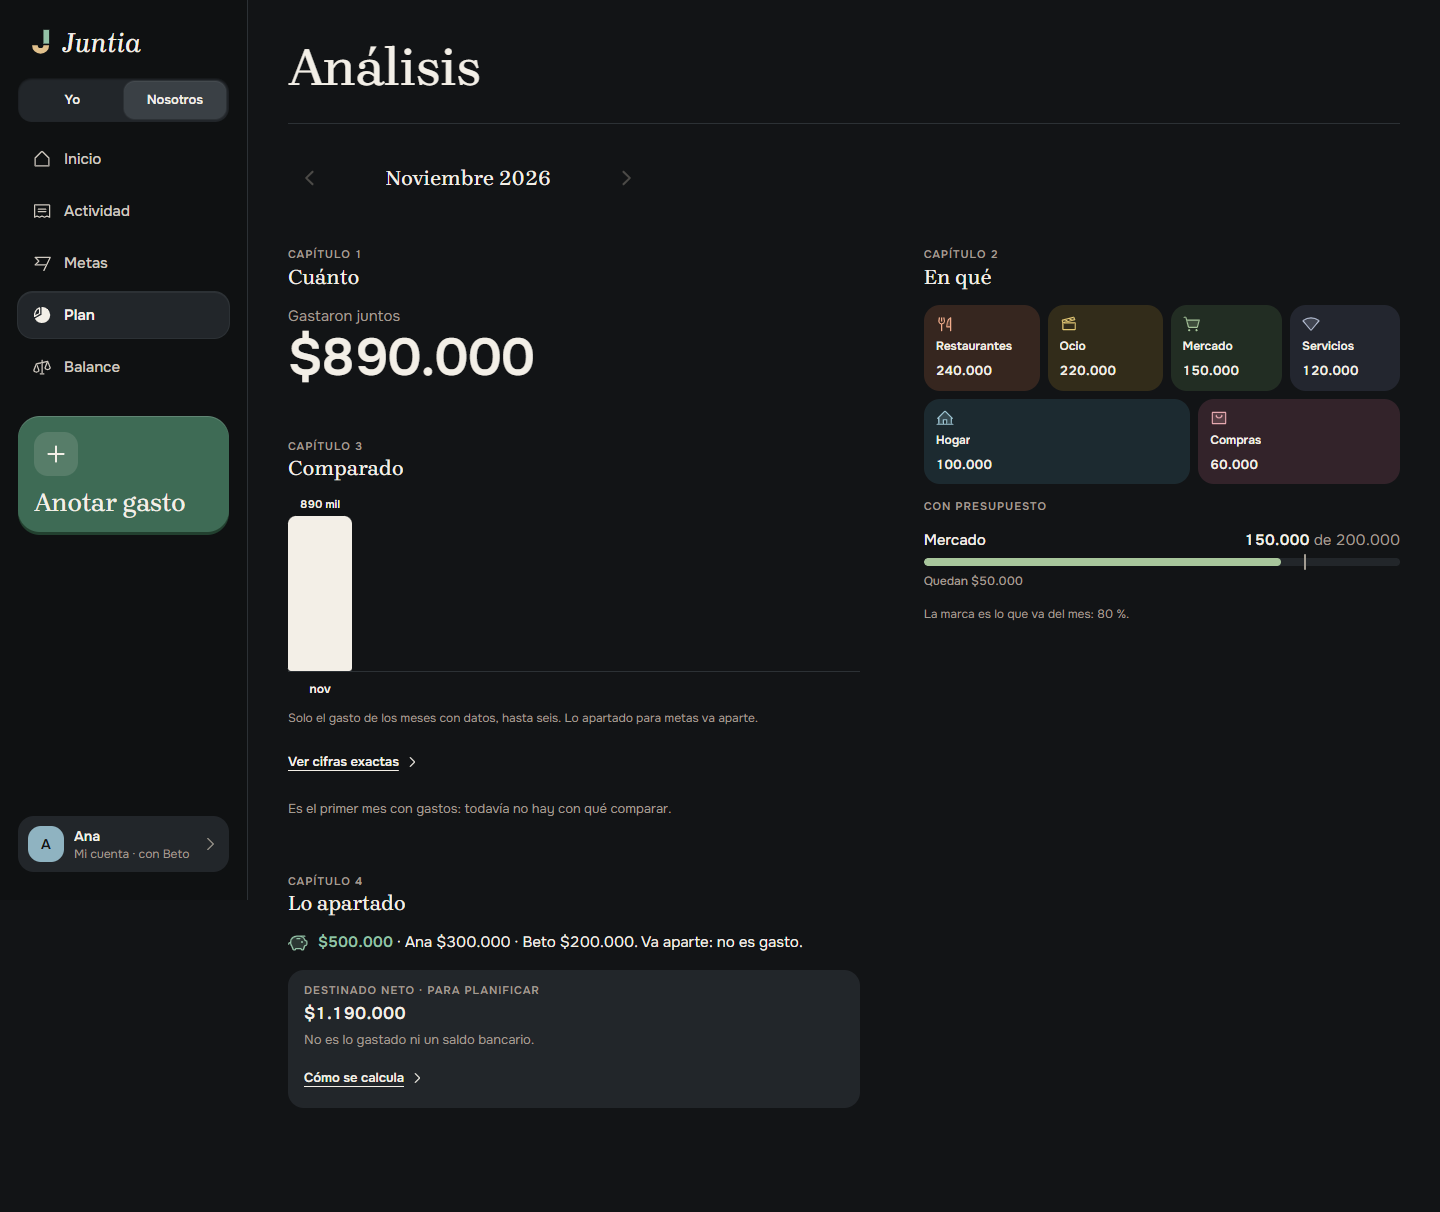 Juntia
Yo
Nosotros
Inicio
Actividad
Metas
Plan
Balance
Anotar gasto
A
Ana
Mi cuenta · con Beto
Análisis
Noviembre 2026
CAPÍTULO 1
Cuánto
Gastaron juntos
$890.000
CAPÍTULO 2
En qué
Restaurantes
240.000
Ocio
220.000
Mercado
150.000
Servicios
120.000
Hogar
100.000
Compras
60.000
CON PRESUPUESTO
Mercado
150.000 de 200.000
Quedan $50.000
La marca es lo que va del mes: 80 %.
CAPÍTULO 3
Comparado
890 mil
nov
Solo el gasto de los meses con datos, hasta seis. Lo apartado para metas va aparte.
Ver cifras exactas
Es el primer mes con gastos: todavía no hay con qué comparar.
CAPÍTULO 4
Lo apartado
$500.000 · Ana $300.000 · Beto $200.000. Va aparte: no es gasto.
DESTINADO NETO · PARA PLANIFICAR
$1.190.000
No es lo gastado ni un saldo bancario.
Cómo se calcula